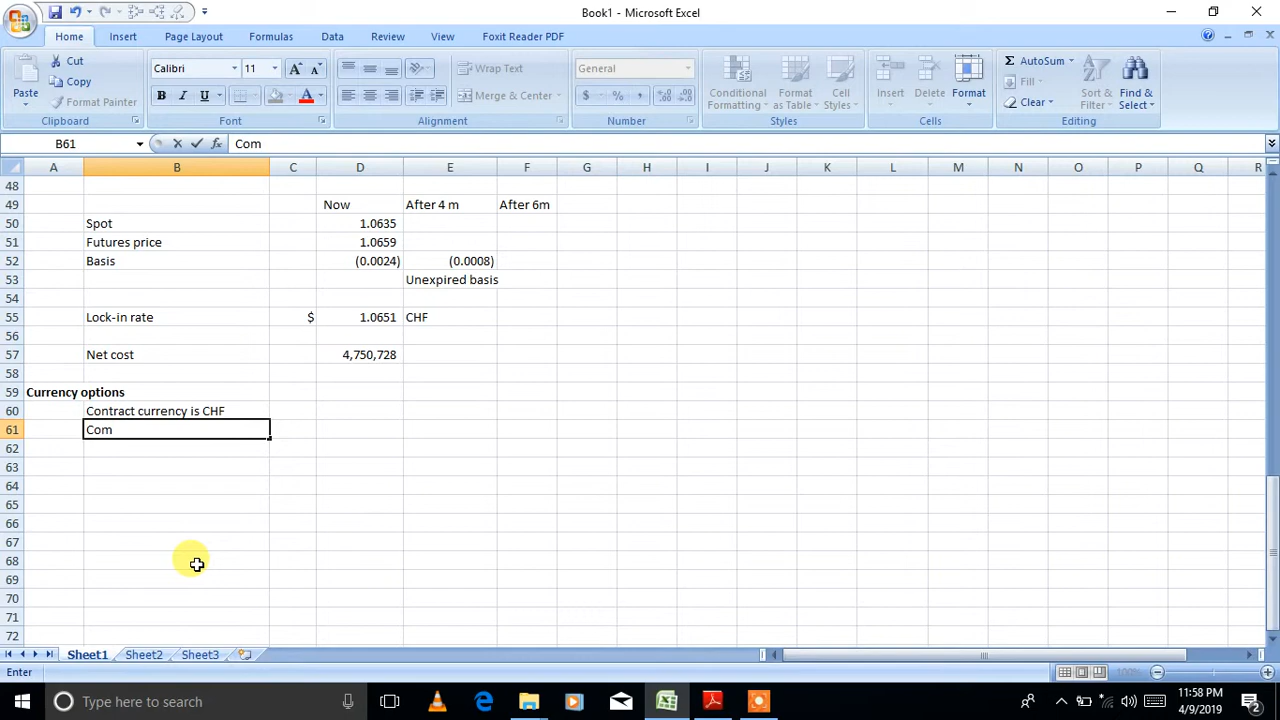 Book1 - Microsoft Excel
Home Insert Page Layout Formulas Data Review View Foxit Reader PDF
Paste Cut Copy Format Painter Clipboard
Calibri 11 B I U A Font
Wrap Text Merge & Center Alignment
General $ % , Number
Conditional Formatting Format as Table Cell Styles Styles
Insert Delete Format Cells
Σ AutoSum Fill Clear Sort & Filter Find & Select Editing
B61 fx Com
A B C D E F G H I J K L M N O P Q R
48
49 Now After 4 m After 6m
50 Spot 1.0635
51 Futures price 1.0659
52 Basis (0.0024) (0.0008)
53 Unexpired basis
54
55 Lock-in rate $ 1.0651 CHF
56
57 Net cost 4,750,728
58
59 Currency options
60 Contract currency is CHF
61 Com
62
63
64
65
66
67
68
69
70
71
72
Sheet1 Sheet2 Sheet3
Enter 100%
Type here to search
11:58 PM
4/9/2019
2